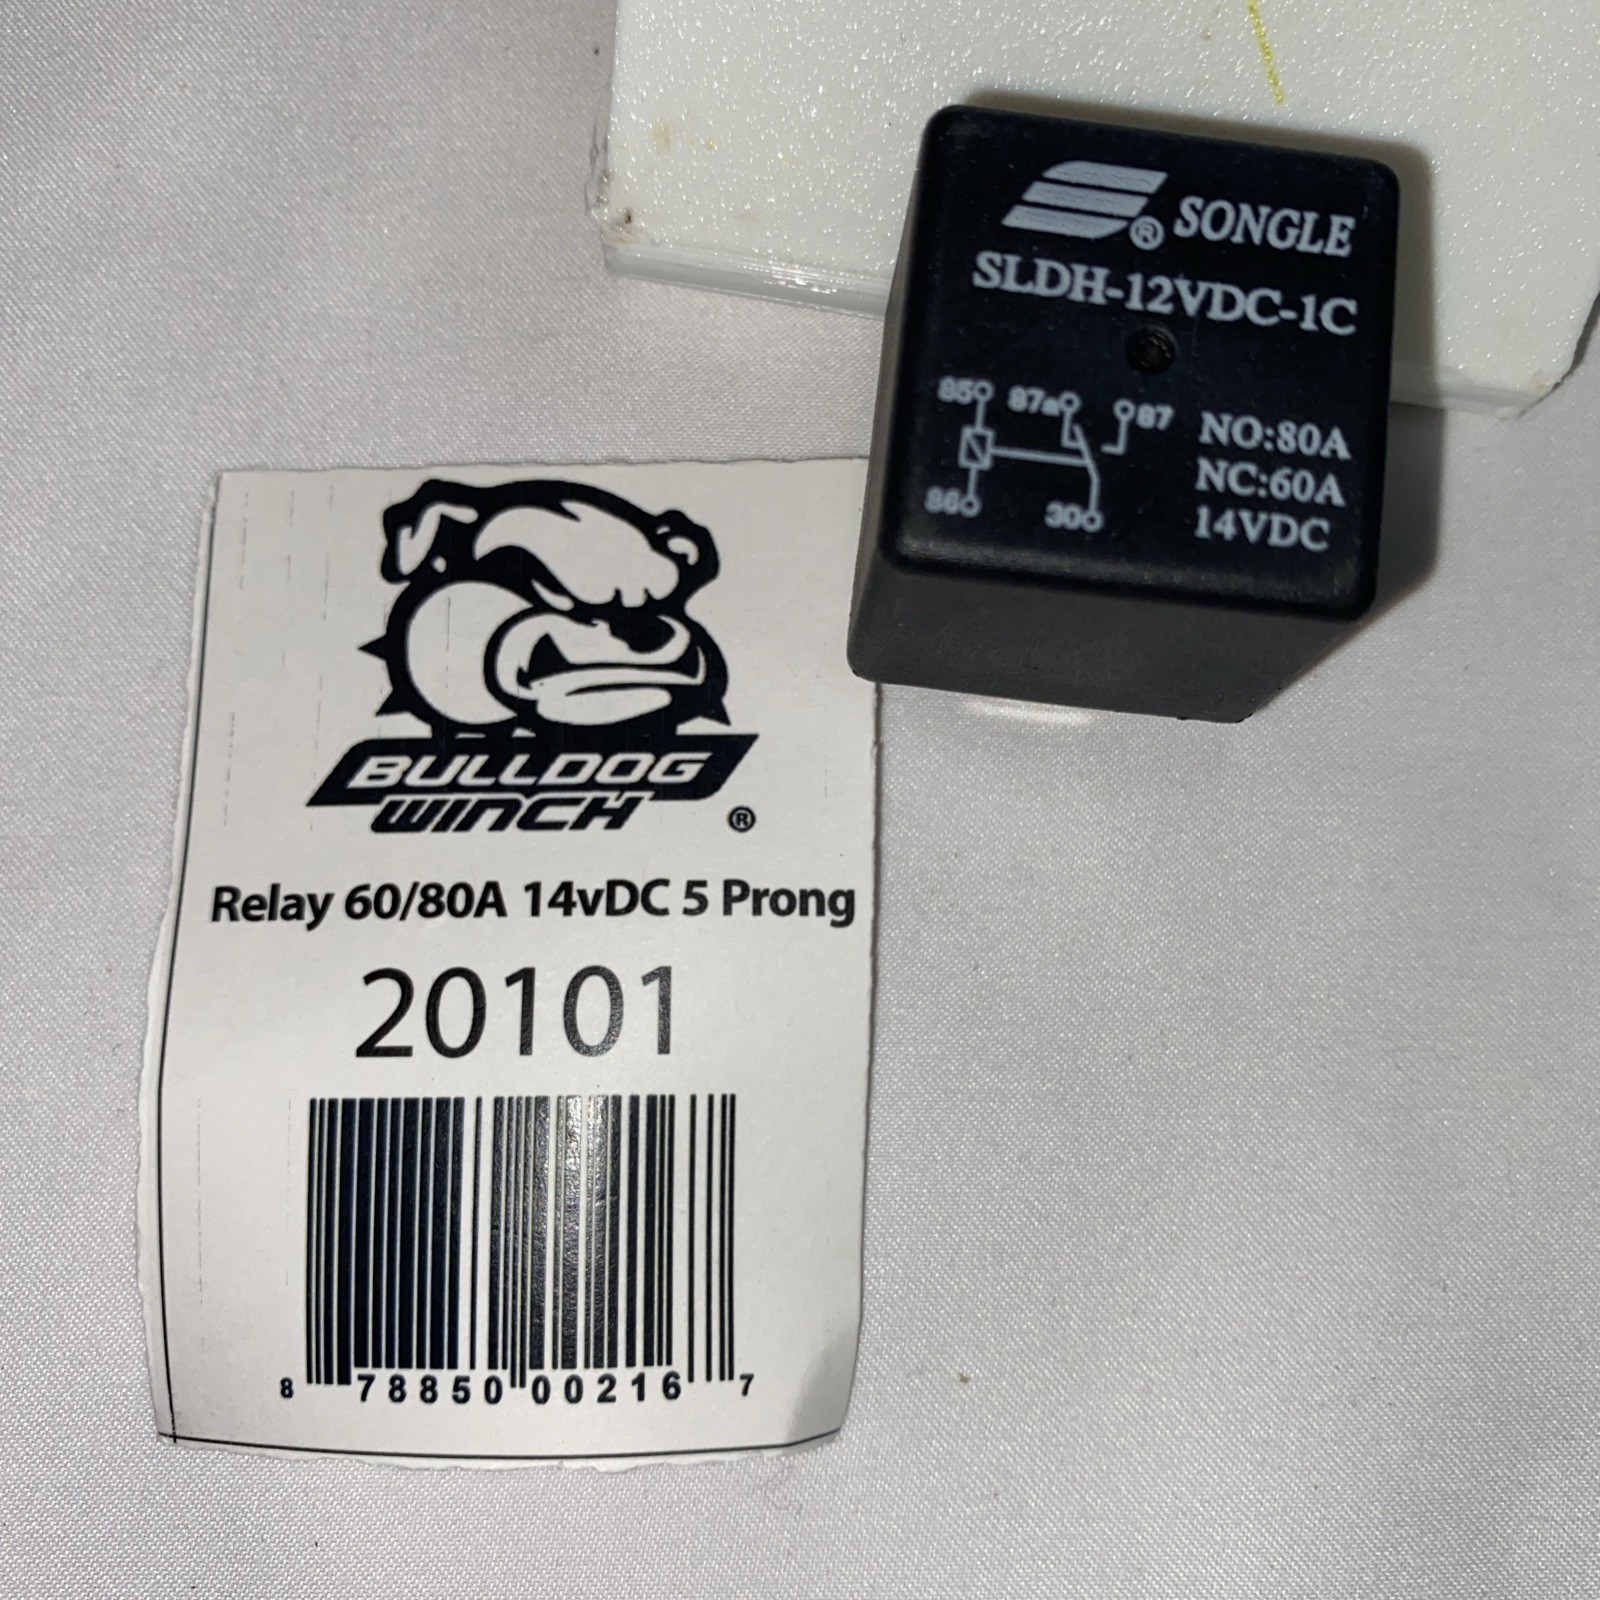 ® SONGLE
SLDH-12VDC-1C
85 87a 87
NO:80A
NC:60A
86 30
14VDC
BULLDOG
WINCH ®
Relay 60/80A 14vDC 5 Prong
20101
8 78850 00216 7